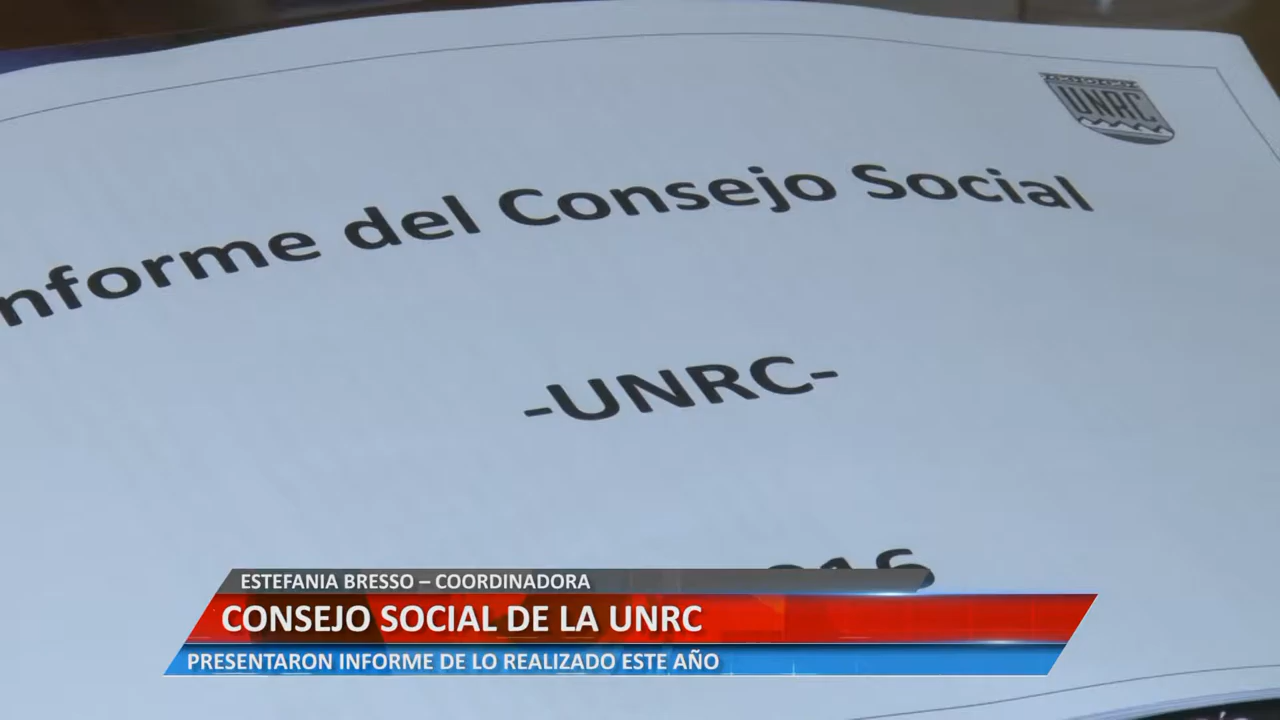 UNRC
nforme del Consejo Social
-UNRC-
ESTEFANIA BRESSO – COORDINADORA
CONSEJO SOCIAL DE LA UNRC
PRESENTARON INFORME DE LO REALIZADO ESTE AÑO